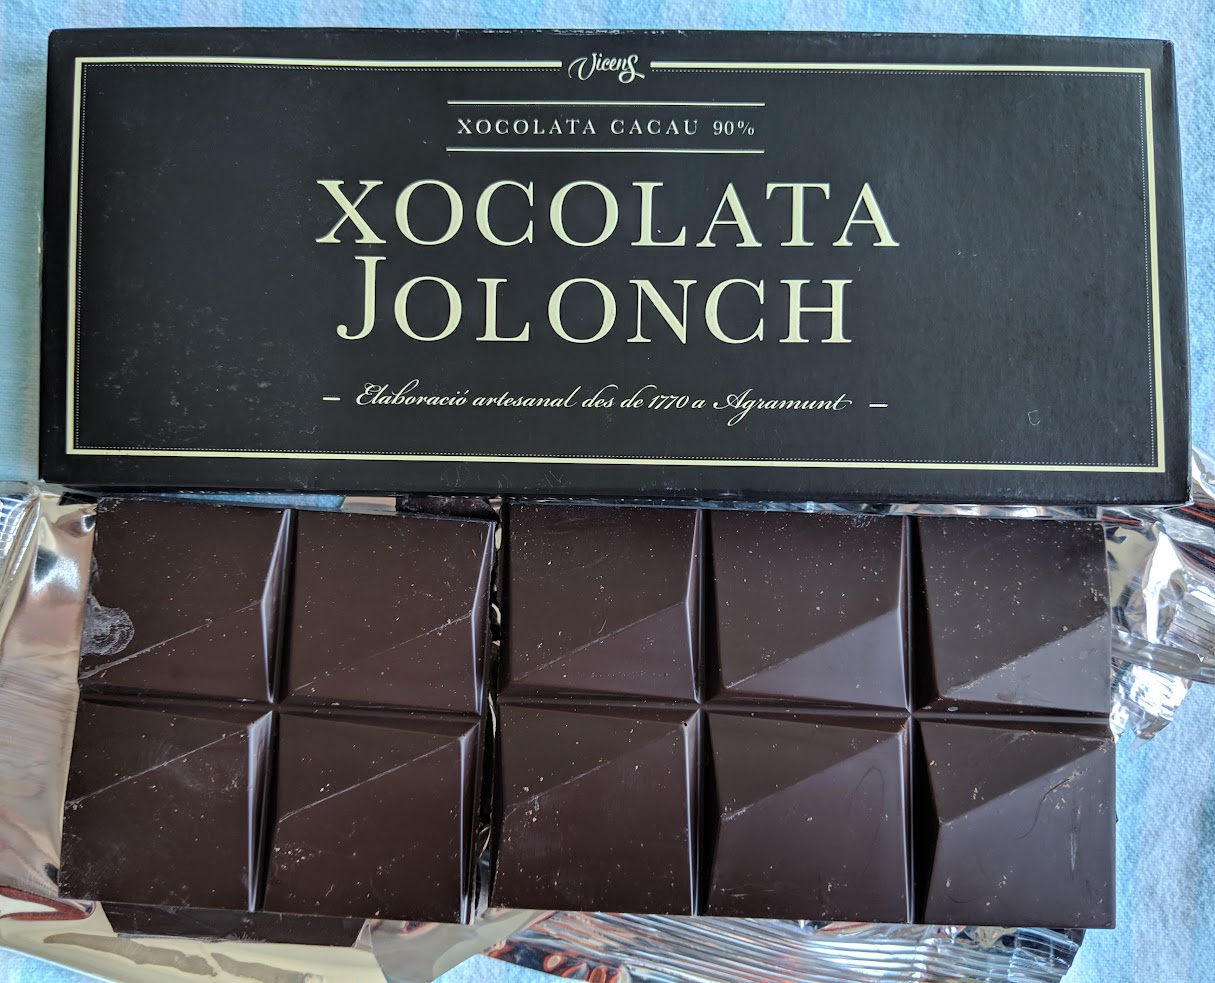 Vicens
XOCOLATA CACAU 90%
XOCOLATA
JOLONCH
– Elaboració artesanal des de 1770 a Agramunt –